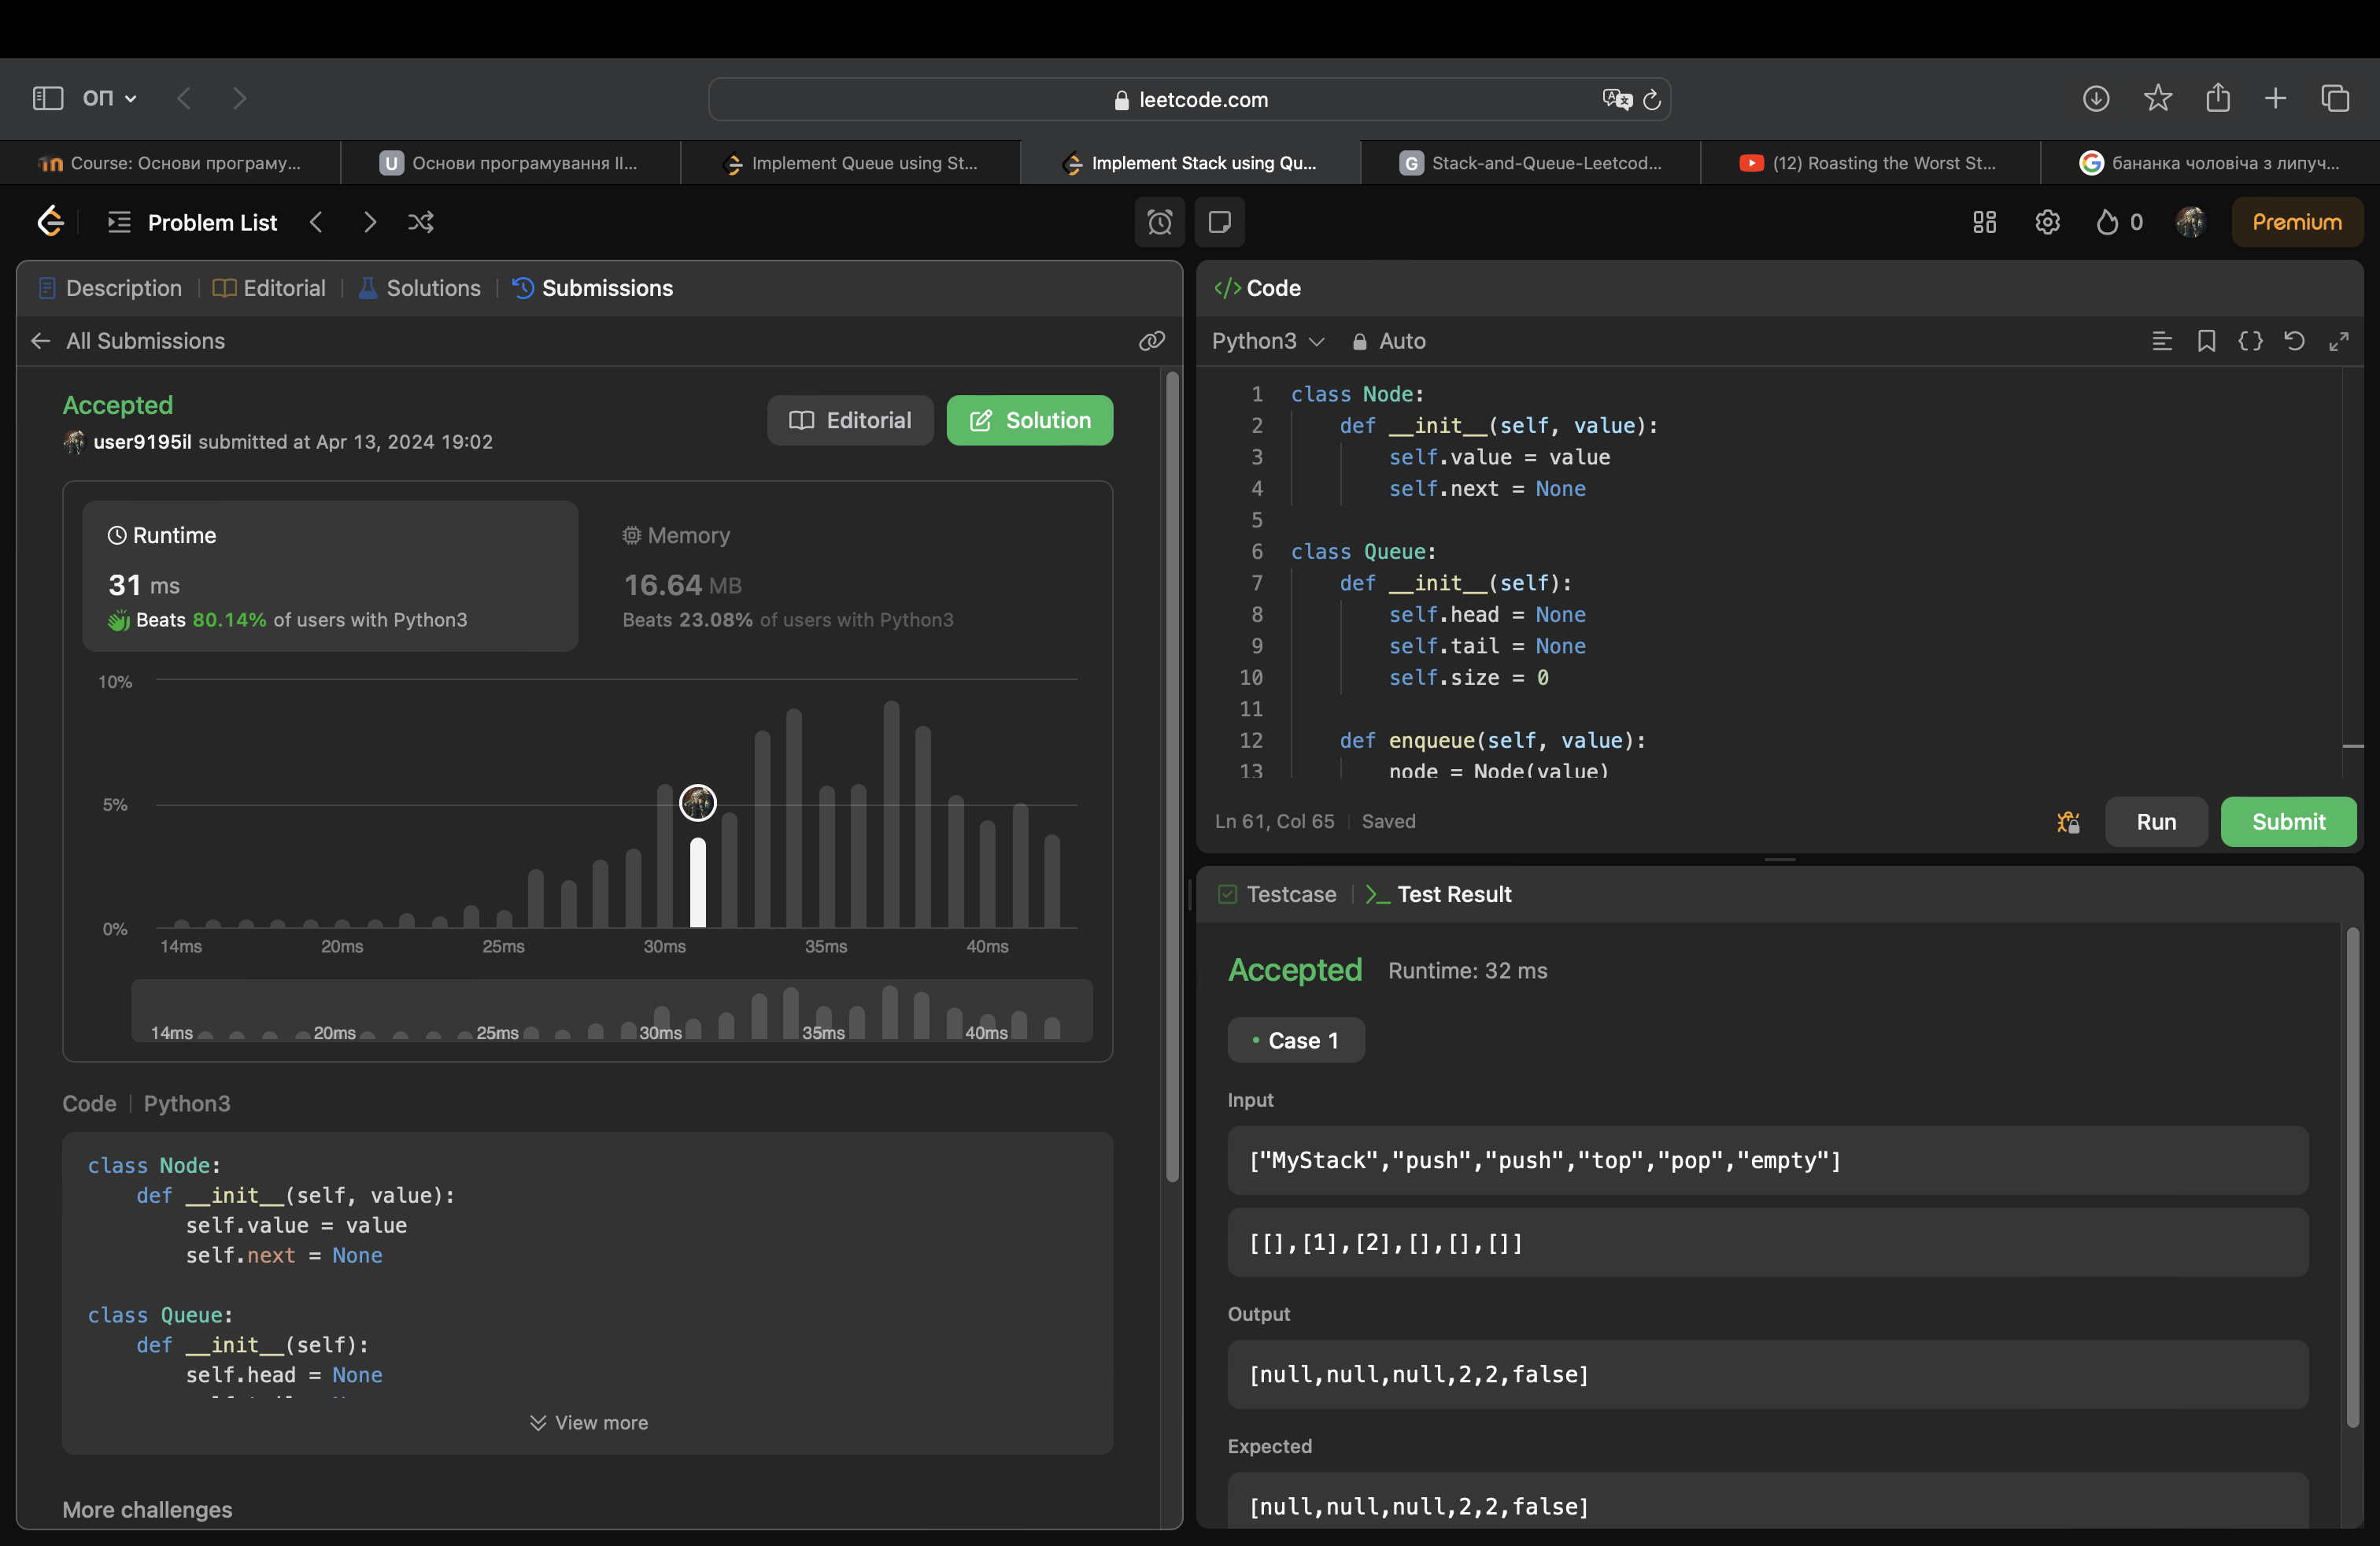 ОП
leetcode.com
Course: Основи програму...
U Основи програмування II...
Implement Queue using St...
Implement Stack using Qu...
G Stack-and-Queue-Leetcod...
(12) Roasting the Worst St...
бананка чоловіча з липуч...
Problem List
0
Premium
Description
Editorial
Solutions
Submissions
All Submissions
Accepted
user9195il submitted at Apr 13, 2024 19:02
Editorial
Solution
Runtime
31 ms
Beats 80.14% of users with Python3
Memory
16.64 MB
Beats 23.08% of users with Python3
10%
5%
0%
14ms 20ms 25ms 30ms 35ms 40ms
14ms 20ms 25ms 30ms 35ms 40ms
Code | Python3
class Node:
    def __init__(self, value):
        self.value = value
        self.next = None

class Queue:
    def __init__(self):
        self.head = None
View more
More challenges
</> Code
Python3
Auto
1 class Node:
2     def __init__(self, value):
3         self.value = value
4         self.next = None
5
6 class Queue:
7     def __init__(self):
8         self.head = None
9         self.tail = None
10         self.size = 0
11
12     def enqueue(self, value):
13         node = Node(value)
Ln 61, Col 65 | Saved
Run
Submit
Testcase
Test Result
Accepted Runtime: 32 ms
• Case 1
Input
["MyStack","push","push","top","pop","empty"]
[[],[1],[2],[],[],[]]
Output
[null,null,null,2,2,false]
Expected
[null,null,null,2,2,false]